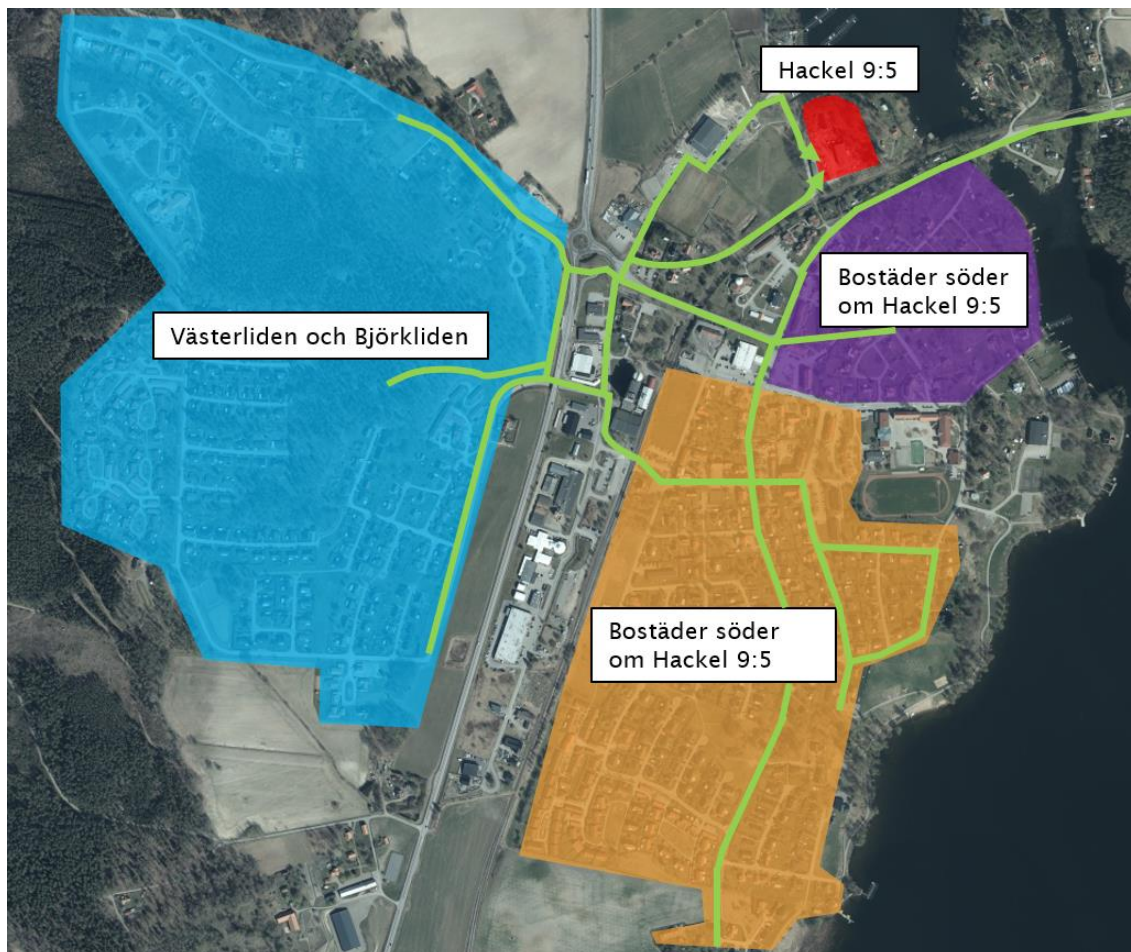 Hackel 9:5
Bostäder söder
om Hackel 9:5
Västerliden och Björkliden
Bostäder söder
om Hackel 9:5